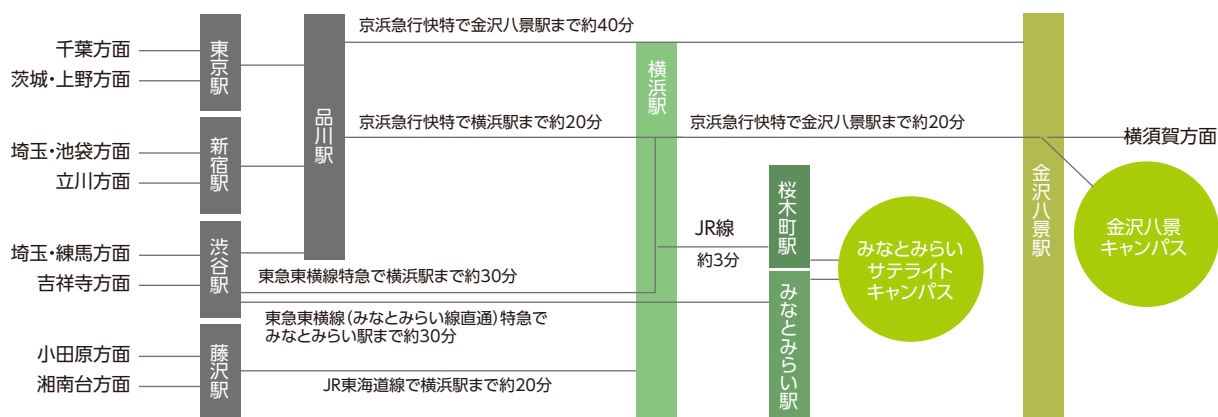 京浜急行快特で金沢八景駅まで約40分
千葉方面
茨城・上野方面
東京駅
品川駅
横浜駅
京浜急行快特で横浜駅まで約20分
京浜急行快特で金沢八景駅まで約20分
横須賀方面
埼玉・池袋方面
立川方面
新宿駅
桜木町駅
金沢八景駅
金沢八景
キャンパス
JR線
約3分
みなとみらい
サテライト
キャンパス
埼玉・練馬方面
吉祥寺方面
渋谷駅
東急東横線特急で横浜駅まで約30分
みなとみらい駅
東急東横線（みなとみらい線直通）特急で
みなとみらい駅まで約30分
小田原方面
湘南台方面
藤沢駅
JR東海道線で横浜駅まで約20分